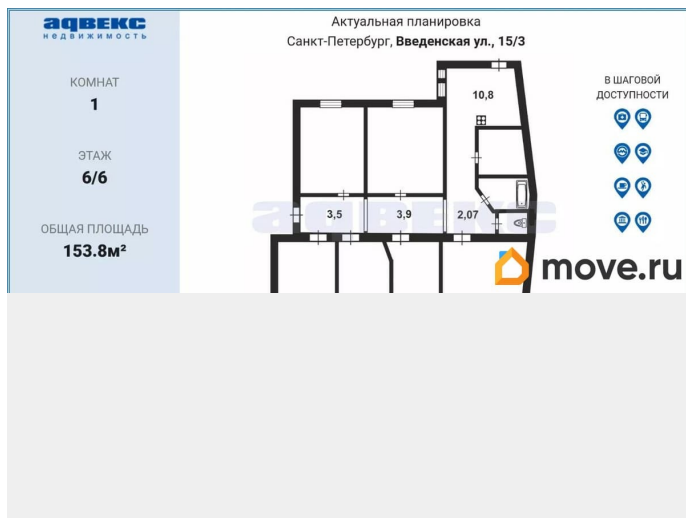 адвекс
недвижимость
КОМНАТ
1
ЭТАЖ
6/6
ОБЩАЯ ПЛОЩАДЬ
153.8м²
Актуальная планировка
Санкт-Петербург, Введенская ул., 15/3
10,8
3,5 3,9 2,07
адвекс
move.ru
В ШАГОВОЙ
ДОСТУПНОСТИ